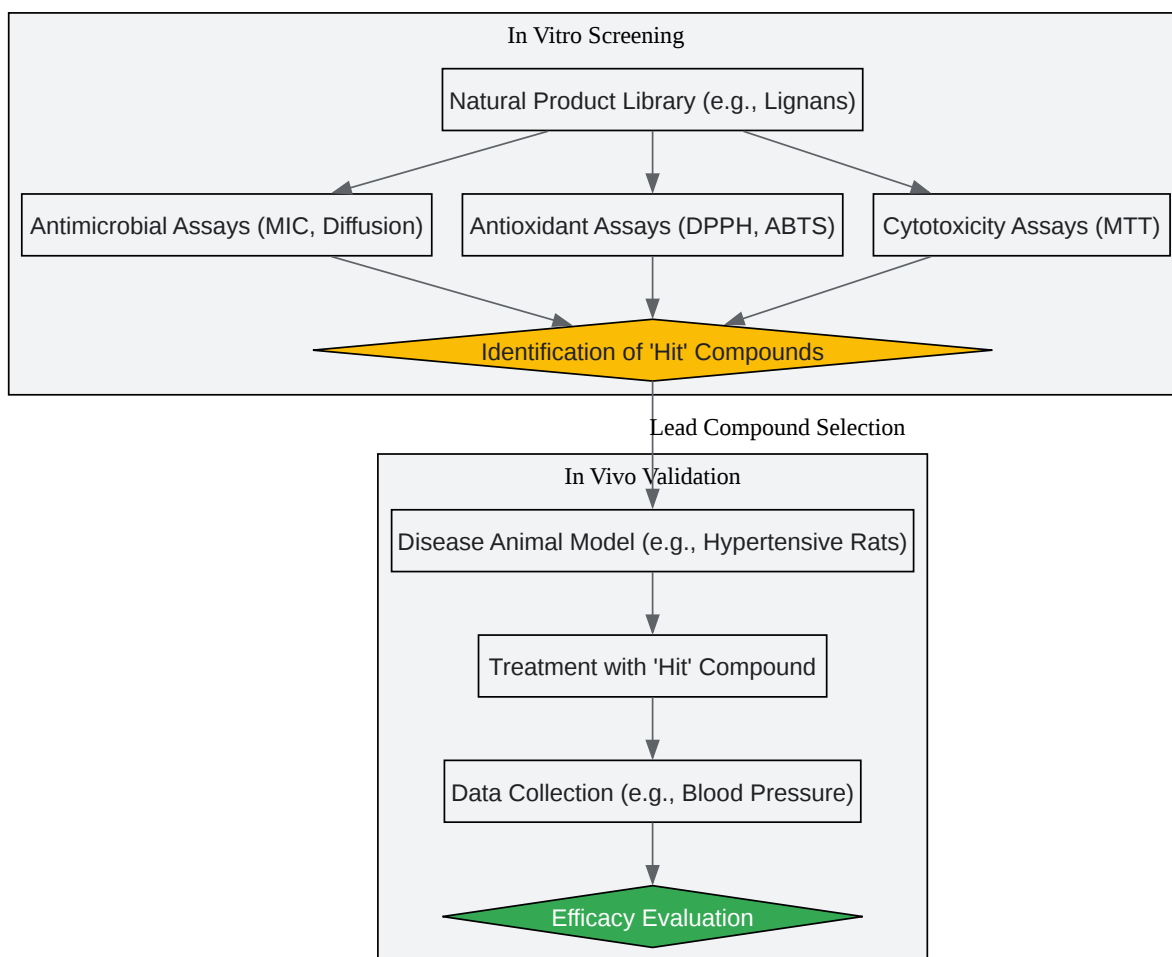 In Vitro Screening
Natural Product Library (e.g., Lignans)
Antimicrobial Assays (MIC, Diffusion)
Antioxidant Assays (DPPH, ABTS)
Cytotoxicity Assays (MTT)
Identification of 'Hit' Compounds
Lead Compound Selection
In Vivo Validation
Disease Animal Model (e.g., Hypertensive Rats)
Treatment with 'Hit' Compound
Data Collection (e.g., Blood Pressure)
Efficacy Evaluation